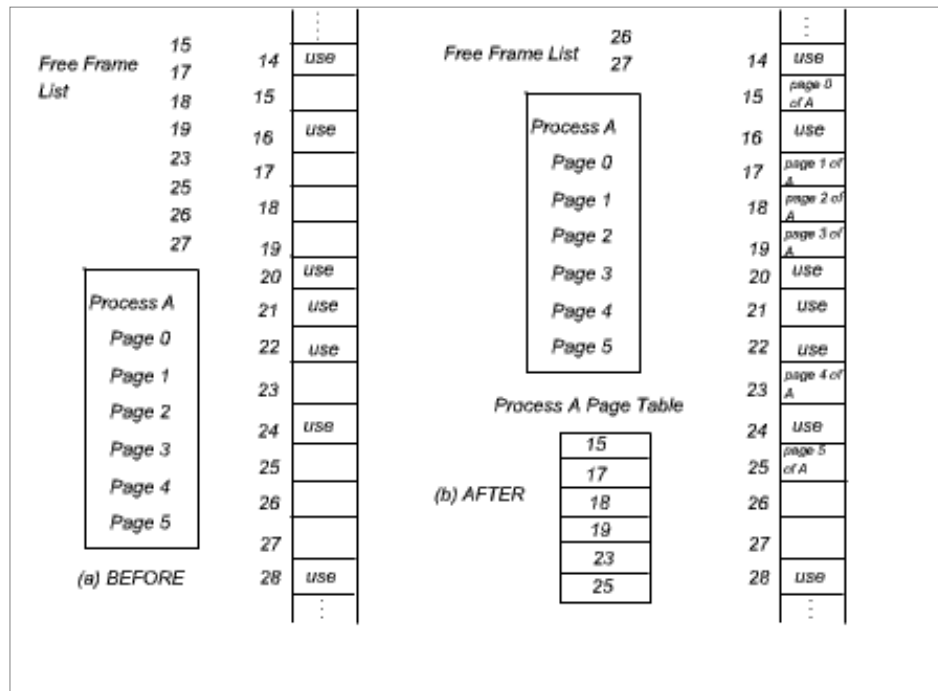 Free Frame
List
15
17
18
19
23
25
26
27
Process A
Page 0
Page 1
Page 2
Page 3
Page 4
Page 5
(a) BEFORE
14 use
15
16 use
17
18
19
20 use
21 use
22 use
23
24 use
25
26
27
28 use
Free Frame List
26
27
Process A
Page 0
Page 1
Page 2
Page 3
Page 4
Page 5
Process A Page Table
15
17
18
19
23
25
(b) AFTER
14 use
15 page 0
of A
16 use
17 page 1 of
A
18 page 2 of
A
19 page 3 of
A
20 use
21 use
22 use
23 page 4 of
A
24 use
25 page 5
of A
26
27
28 use